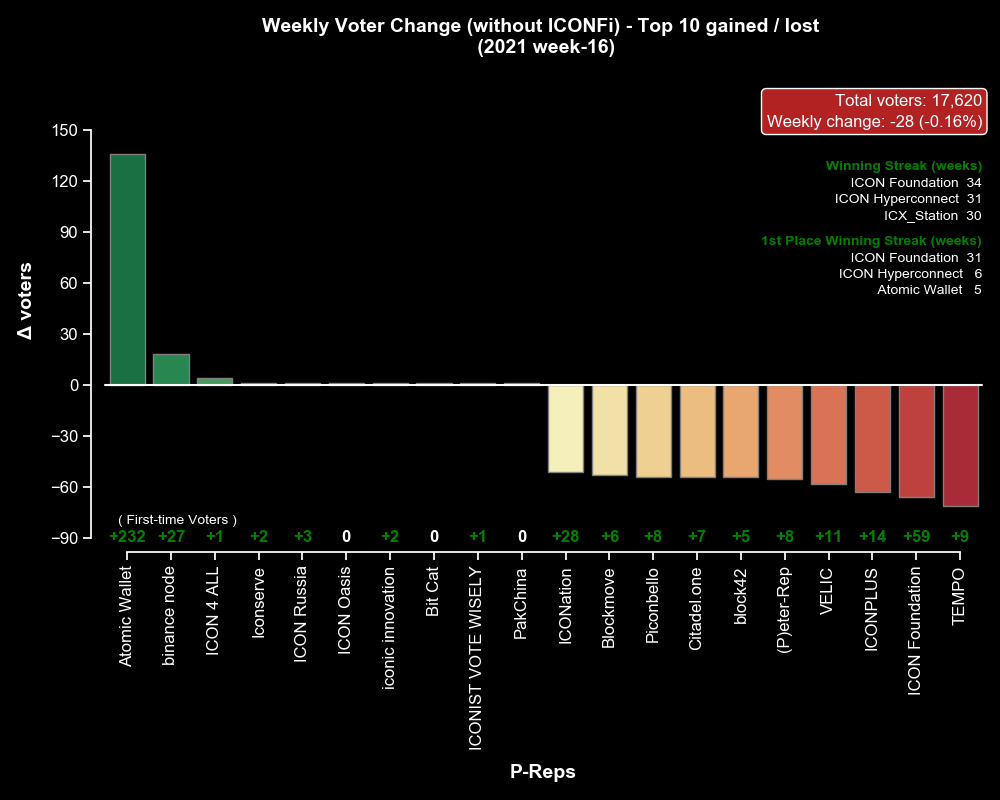 Weekly Voter Change (without ICONFi) - Top 10 gained / lost
(2021 week-16)
Total voters: 17,620
Weekly change: -28 (-0.16%)
Winning Streak (weeks)
ICON Foundation 34
ICON Hyperconnect 31
ICX_Station 30
1st Place Winning Streak (weeks)
ICON Foundation 31
ICON Hyperconnect 6
Atomic Wallet 5
Δ voters
150
120
90
60
30
0
−30
−60
−90
( First-time Voters )
+232 +27 +1 +2 +3 0 +2 0 +1 0 +28 +6 +8 +7 +5 +8 +11 +14 +59 +9
Atomic Wallet
binance node
ICON 4 ALL
Iconserve
ICON Russia
ICON Oasis
iconic innovation
Bit Cat
ICONIST VOTE WISELY
PakChina
ICONation
Blockmove
Piconbello
Citadel.one
block42
(P)eter-Rep
VELIC
ICONPLUS
ICON Foundation
TEMPO
P-Reps